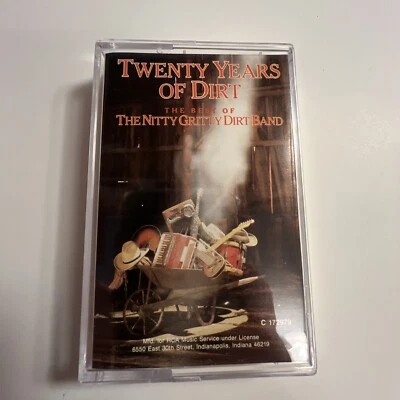 TWENTY YEARS
OF DIRT
THE BEST OF
THE NITTY GRITTY DIRT BAND
Mfd. for RCA Music Service under License
6550 East 30th Street, Indianapolis, Indiana 46219